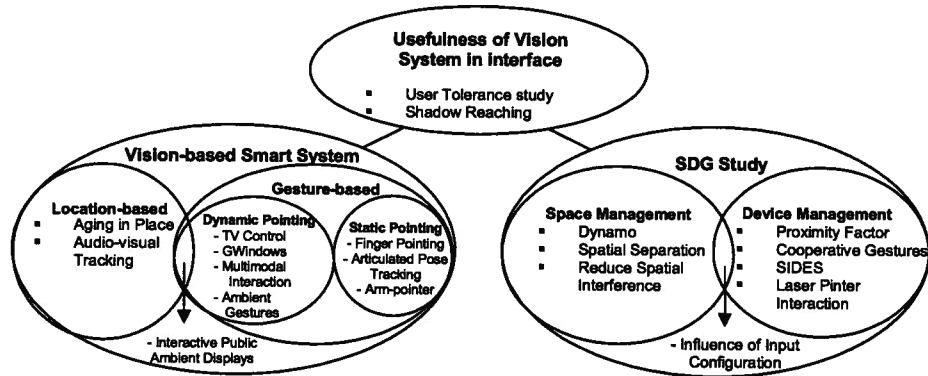 Usefulness of Vision
System in interface
▪ User Tolerance study
▪ Shadow Reaching
Vision-based Smart System
Gesture-based
Location-based
▪ Aging in Place
▪ Audio-visual
Tracking
Dynamic Pointing
- TV Control
- GWindows
- Multimodal
Interaction
- Ambient
Gestures
Static Pointing
- Finger Pointing
- Articulated Pose
Tracking
- Arm-pointer
- Interactive Public
Ambient Displays
SDG Study
Space Management
▪ Dynamo
▪ Spatial Separation
▪ Reduce Spatial
Interference
Device Management
▪ Proximity Factor
▪ Cooperative Gestures
▪ SIDES
▪ Laser Pinter
Interaction
- Influence of Input
Configuration